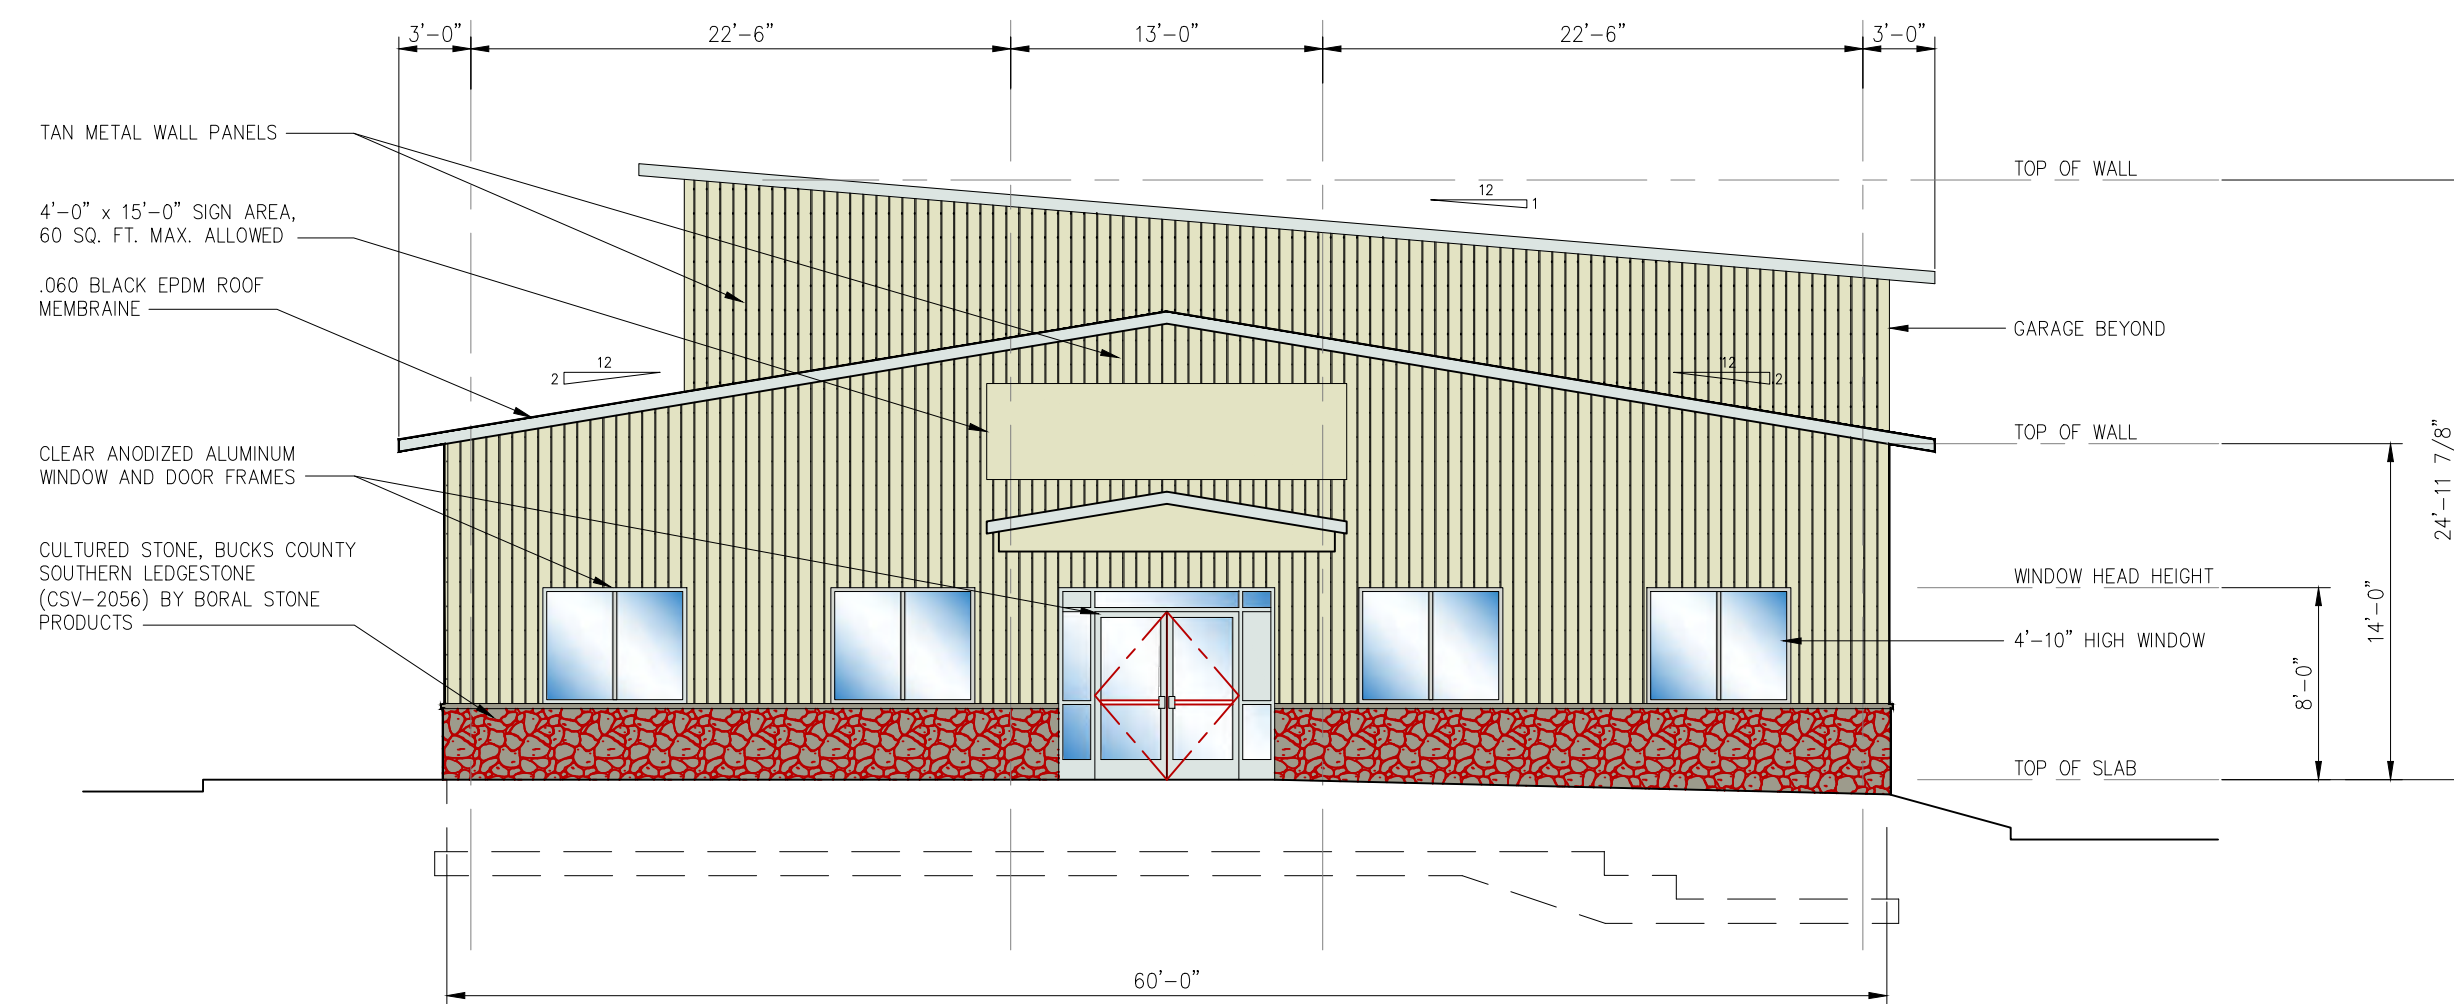 3'-0"
22'-6"
13'-0"
22'-6"
3'-0"
TAN METAL WALL PANELS
4'-0" x 15'-0" SIGN AREA,
60 SQ. FT. MAX. ALLOWED
.060 BLACK EPDM ROOF
MEMBRAINE
CLEAR ANODIZED ALUMINUM
WINDOW AND DOOR FRAMES
CULTURED STONE, BUCKS COUNTY
SOUTHERN LEDGESTONE
(CSV-2056) BY BORAL STONE
PRODUCTS
12
2
12
1
12
2
TOP OF WALL
GARAGE BEYOND
TOP OF WALL
WINDOW HEAD HEIGHT
4'-10" HIGH WINDOW
TOP OF SLAB
8'-0"
14'-0"
24'-11 7/8"
60'-0"